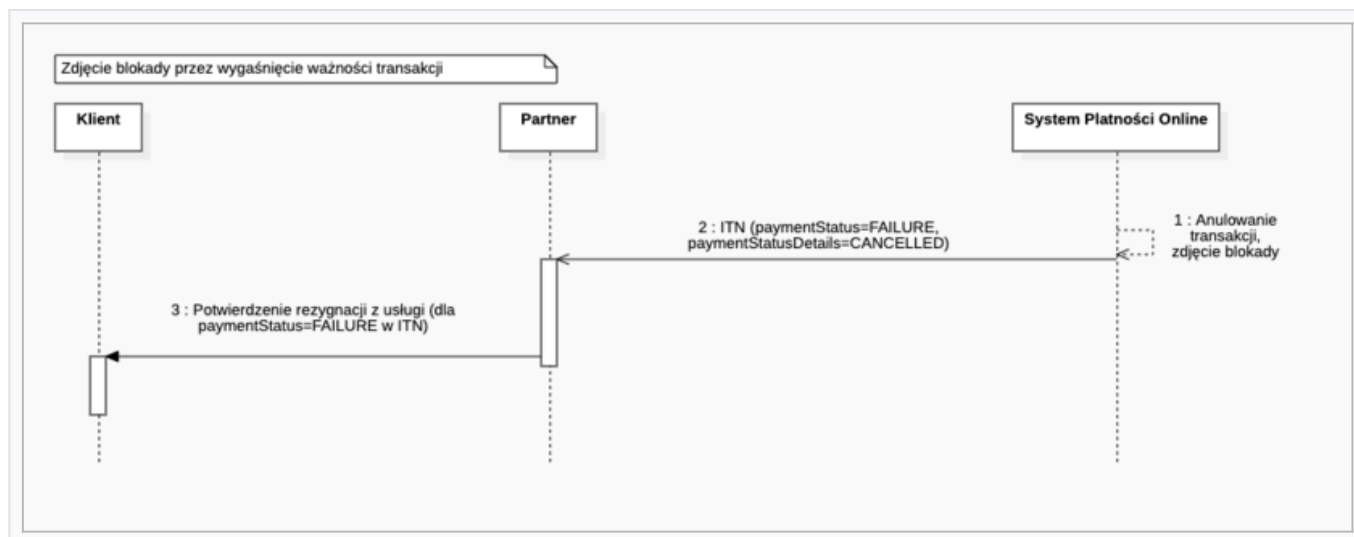 Zdjęcie blokady przez wygaśnięcie ważności transakcji
Klient
Partner
System Platności Online
1 : Anulowanie
transakcji,
zdjęcie blokady
2 : ITN (paymentStatus=FAILURE,
paymentStatusDetails=CANCELLED)
3 : Potwierdzenie rezygnacji z usługi (dla
paymentStatus=FAILURE w ITN)